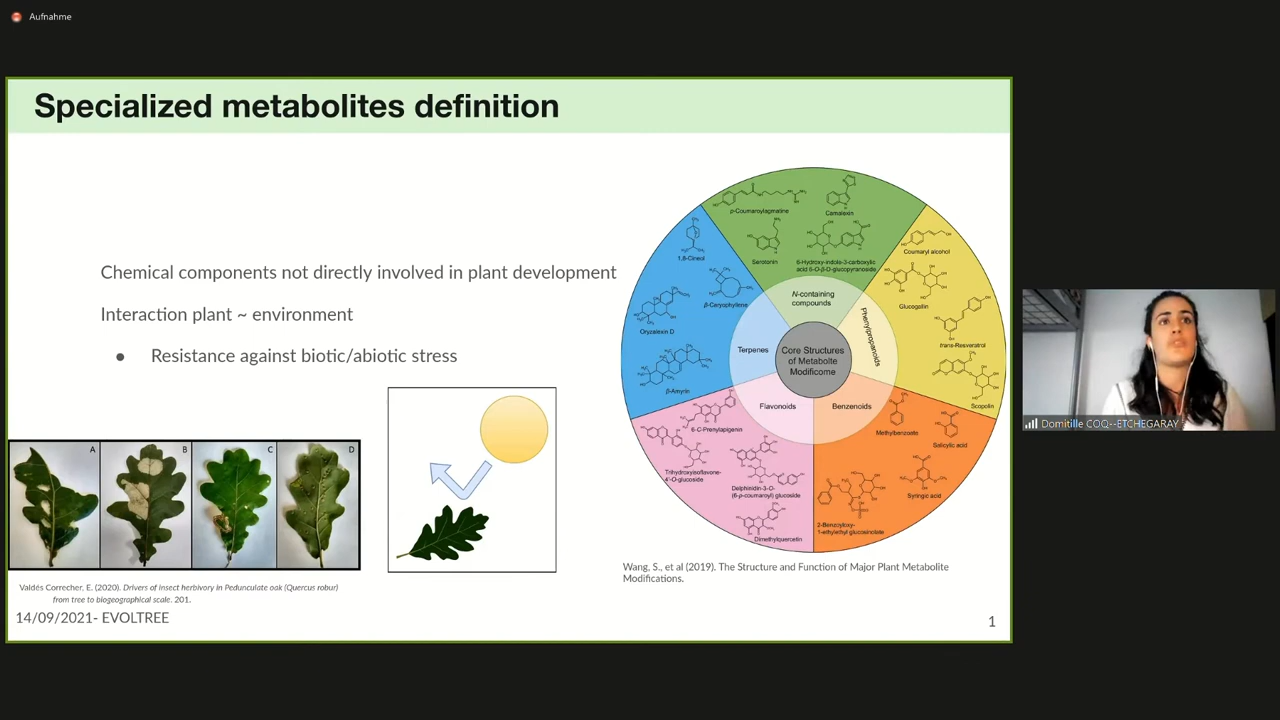 Aufnahme
Specialized metabolites definition
Chemical components not directly involved in plant development
Interaction plant ~ environment
● Resistance against biotic/abiotic stress
A
B
C
D
Valdés Correcher, E. (2020). Drivers of insect herbivory in Pedunculate oak (Quercus robur)
from tree to biogeographical scale. 201.
14/09/2021- EVOLTREE
p-Coumaroylagmatine
Camalexin
Serotonin
6-Hydroxy-indole-3-carboxylic
acid 6-O-β-D-glucopyranoside
N-containing
compounds
Coumaryl alcohol
Glucogallin
trans-Resveratrol
Scopolin
Phenylpropanoids
1,8-Cineol
β-Caryophyllene
Oryzalexin D
β-Amyrin
Terpenes
Core Structures
of Metabolte
Modificome
Flavonoids
Benzenoids
6-C-Prenylapigenin
Trihydroxyisoflavone-
4'-O-glucoside
Delphinidin-3-O-
(6-p-coumaroyl) glucoside
Dimethylquercetin
Methylbenzoate
Salicylic acid
Syringic acid
2-Benzoyloxy-
1-ethylethyl glucosinolate
Wang, S., et al (2019). The Structure and Function of Major Plant Metabolite
Modifications.
1
Domitille COQ--ETCHEGARAY